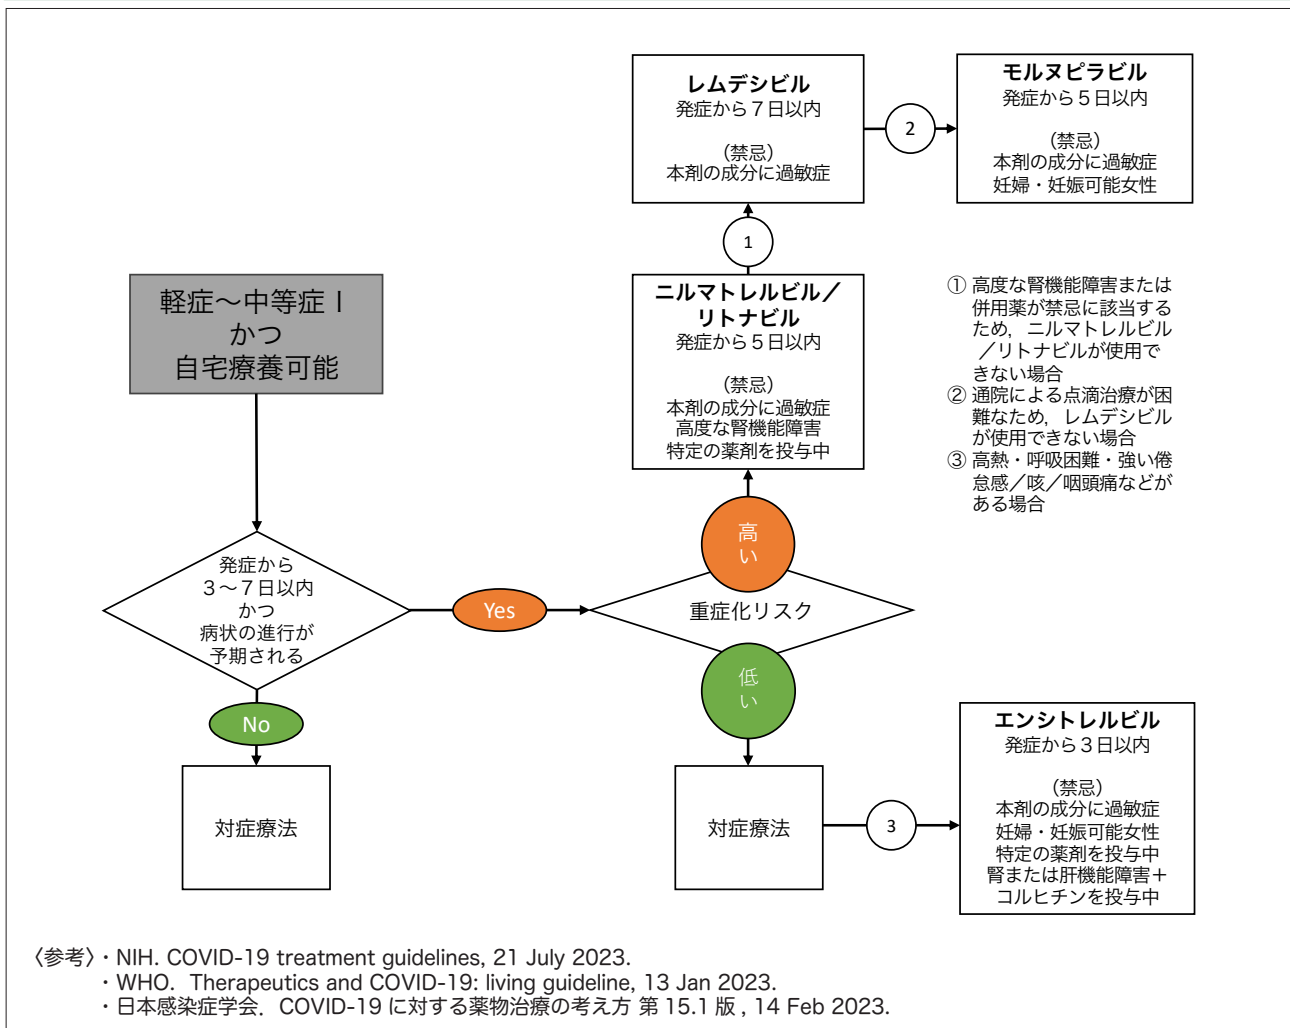 レムデシビル
発症から７日以内
（禁忌）
本剤の成分に過敏症
2
モルヌピラビル
発症から５日以内
（禁忌）
本剤の成分に過敏症
妊婦・妊娠可能女性
1
軽症～中等症Ⅰ
かつ
自宅療養可能
ニルマトレルビル／
リトナビル
発症から５日以内
（禁忌）
本剤の成分に過敏症
高度な腎機能障害
特定の薬剤を投与中
① 高度な腎機能障害または
併用薬が禁忌に該当する
ため，ニルマトレルビル
／リトナビルが使用で
きない場合
② 通院による点滴治療が困
難なため，レムデシビル
が使用できない場合
③ 高熱・呼吸困難・強い倦
怠感／咳／咽頭痛などが
ある場合
高
い
発症から
３～７日以内
かつ
病状の進行が
予期される
Yes
重症化リスク
低
い
No
対症療法
対症療法
3
エンシトレルビル
発症から３日以内
（禁忌）
本剤の成分に過敏症
妊婦・妊娠可能女性
特定の薬剤を投与中
腎または肝機能障害＋
コルヒチンを投与中
〈参考〉・NIH. COVID-19 treatment guidelines, 21 July 2023.
・WHO. Therapeutics and COVID-19: living guideline, 13 Jan 2023.
・日本感染症学会．COVID-19 に対する薬物治療の考え方 第 15.1 版 , 14 Feb 2023.